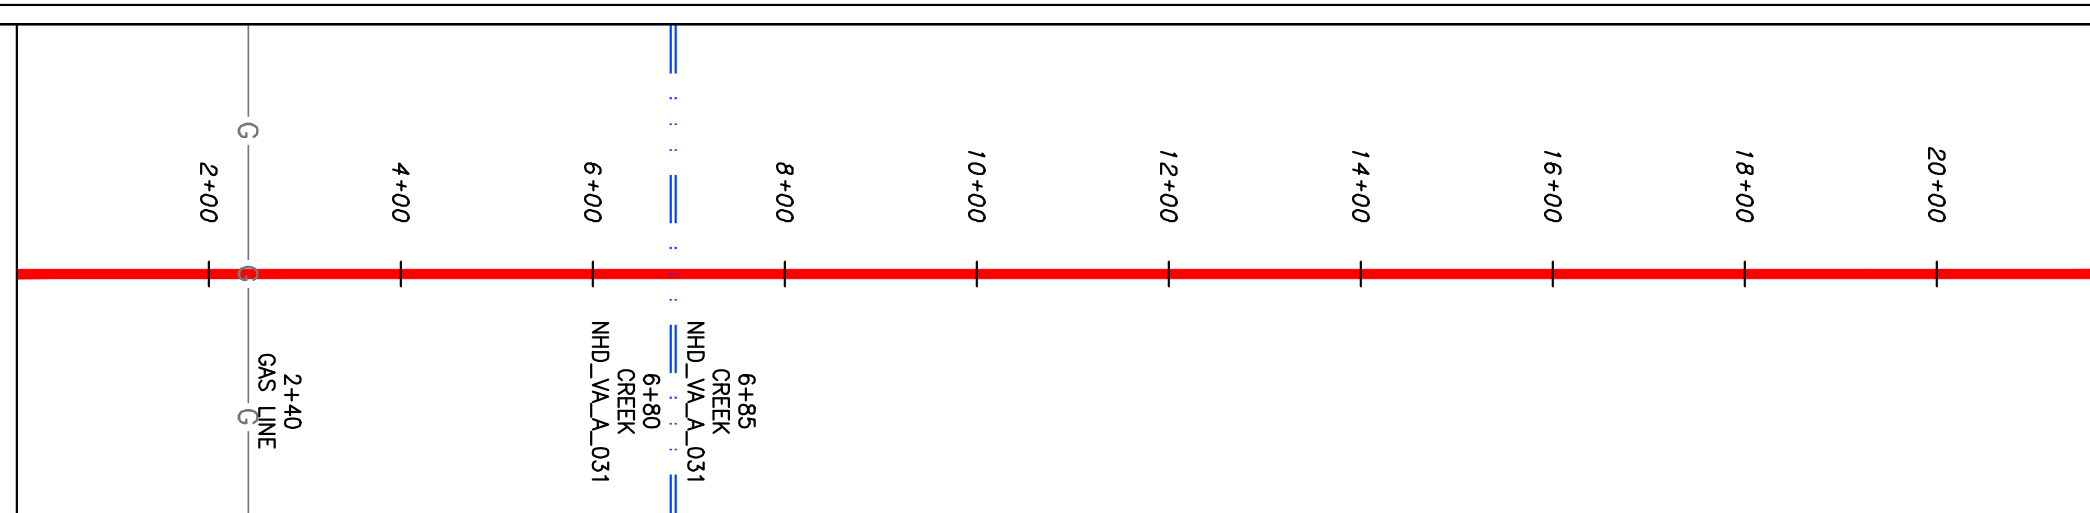 2+00
4+00
6+00
8+00
10+00
12+00
14+00
16+00
18+00
20+00
G
G
G
2+40
GAS LINE
6+80
CREEK
NHD_VA_A_031
6+85
CREEK
NHD_VA_A_031